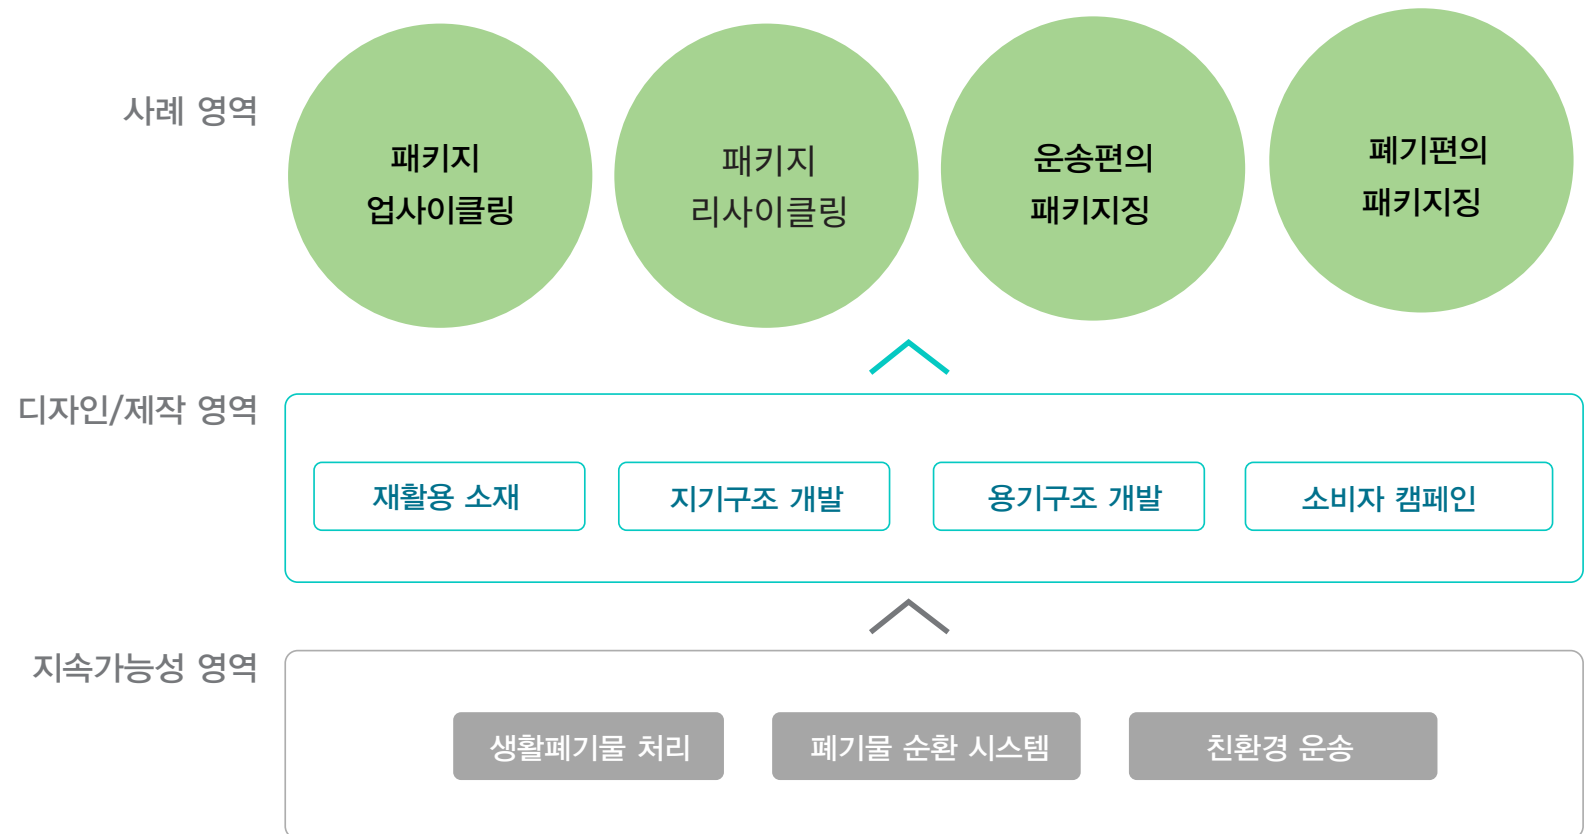 사례 영역
패키지
업사이클링
패키지
리사이클링
운송편의
패키지징
폐기편의
패키지징
디자인/제작 영역
재활용 소재
지기구조 개발
용기구조 개발
소비자 캠페인
지속가능성 영역
생활폐기물 처리
폐기물 순환 시스템
친환경 운송